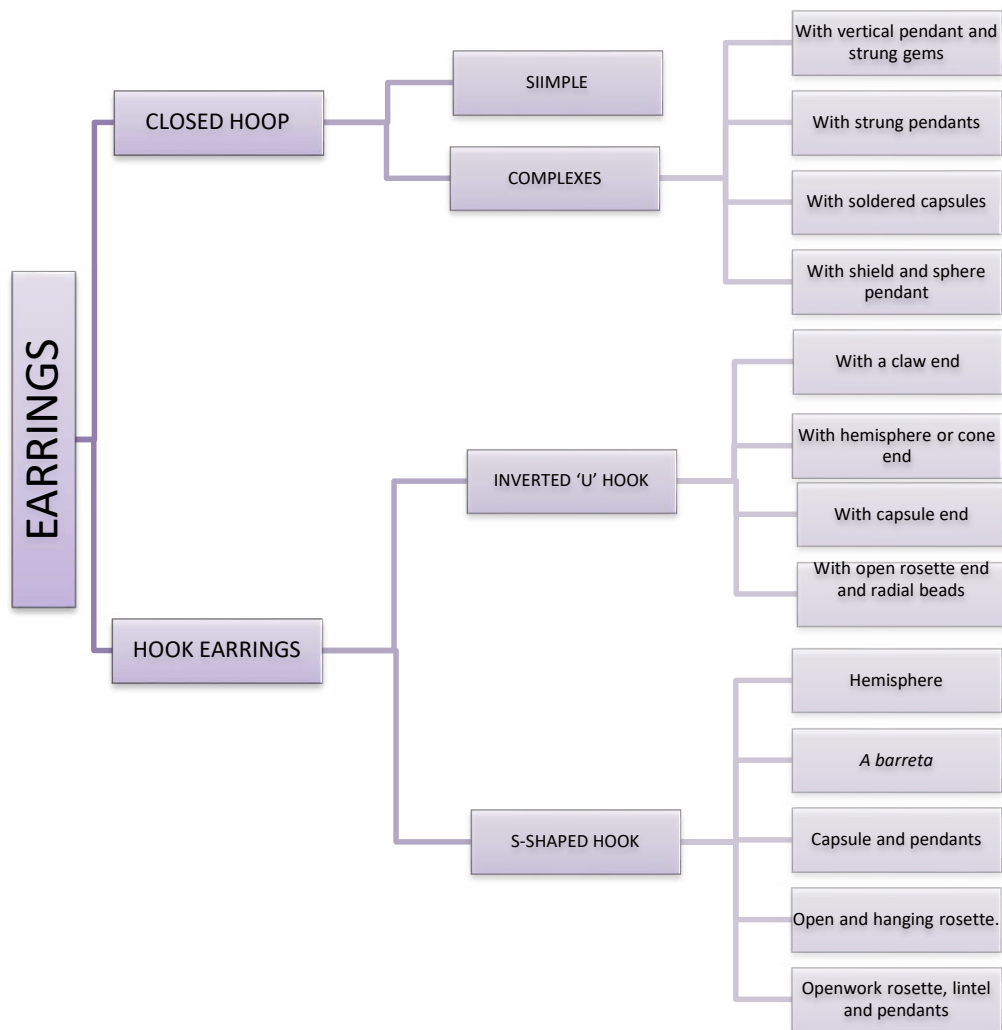 EARRINGS
CLOSED HOOP
SIIMPLE
COMPLEXES
With vertical pendant and
strung gems
With strung pendants
With soldered capsules
With shield and sphere
pendant
HOOK EARRINGS
INVERTED ‘U’ HOOK
With a claw end
With hemisphere or cone
end
With capsule end
With open rosette end
and radial beads
S-SHAPED HOOK
Hemisphere
A barreta
Capsule and pendants
Open and hanging rosette.
Openwork rosette, lintel
and pendants